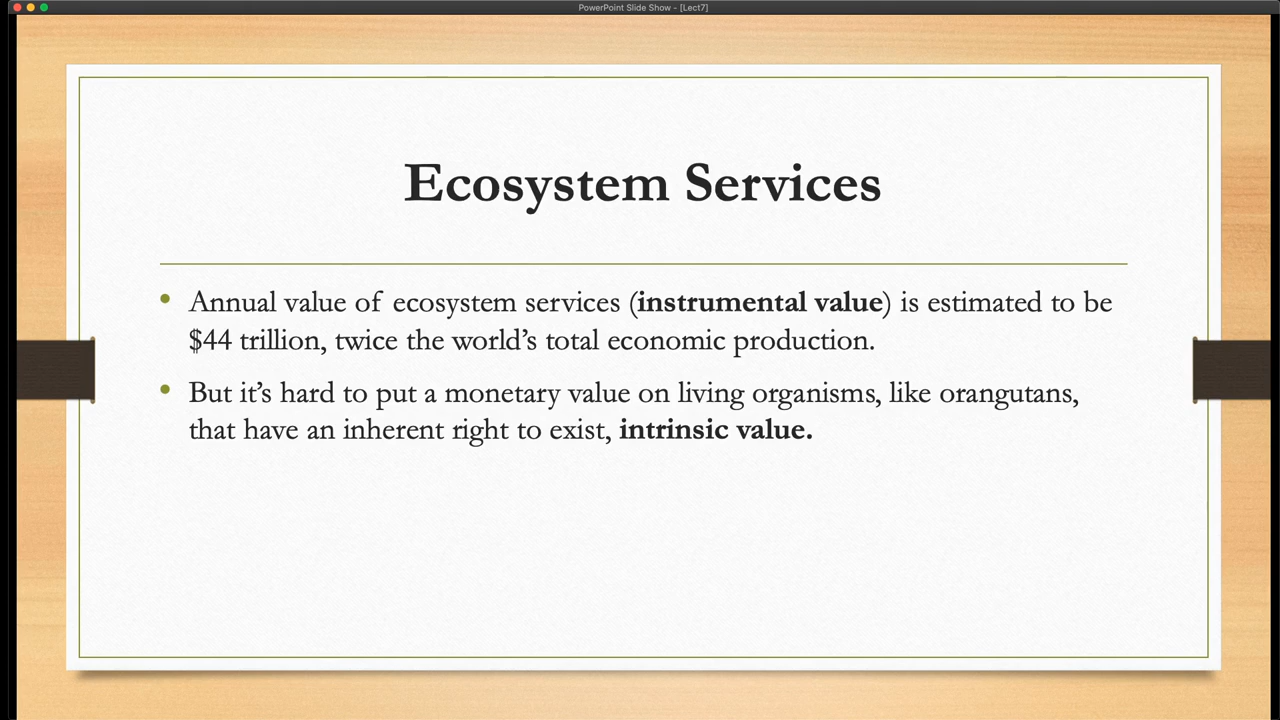 PowerPoint Slide Show - [Lect7]
Ecosystem Services
• Annual value of ecosystem services (instrumental value) is estimated to be
$44 trillion, twice the world’s total economic production.
• But it’s hard to put a monetary value on living organisms, like orangutans,
that have an inherent right to exist, intrinsic value.